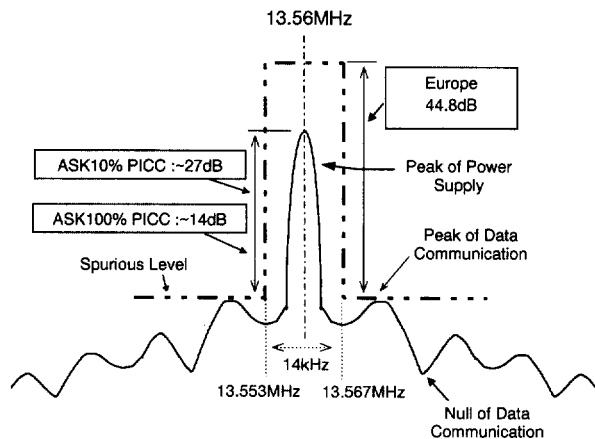 13.56MHz
Europe
44.8dB
ASK10% PICC :~27dB
Peak of Power
Supply
ASK100% PICC :~14dB
Peak of Data
Communication
Spurious Level
14kHz
13.553MHz
13.567MHz
Null of Data
Communication